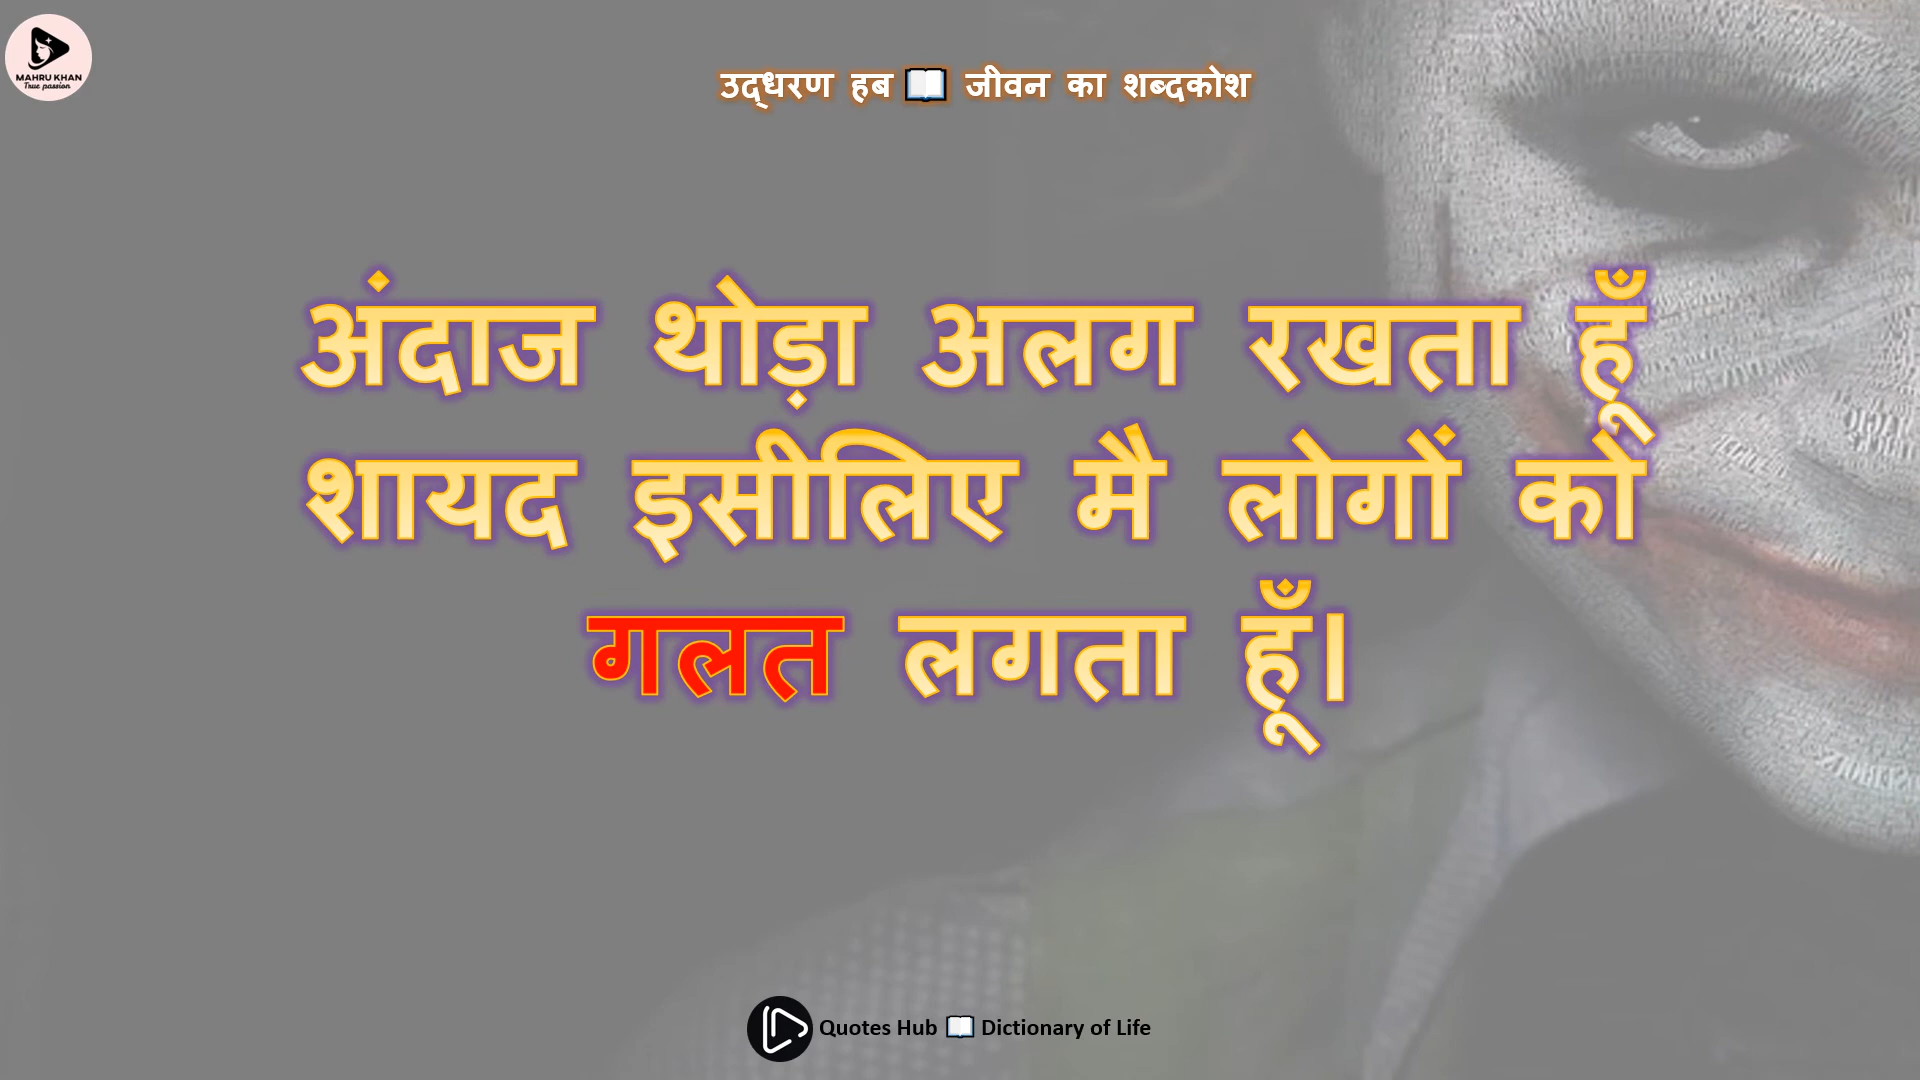 MAHRU KHAN
True passion
उद्धरण हब 📖 जीवन का शब्दकोश
अंदाज थोड़ा अलग रखता हूँ
शायद इसीलिए मै लोगों को
गलत लगता हूँ।
Quotes Hub 📖 Dictionary of Life